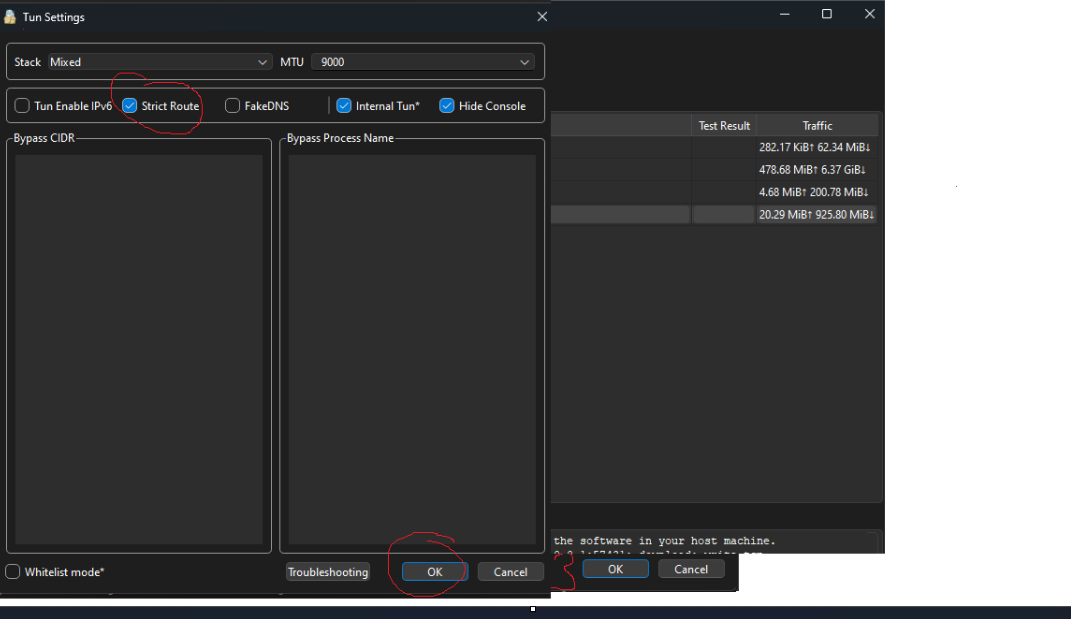 Tun Settings
Stack Mixed MTU 9000
Tun Enable IPv6 Strict Route FakeDNS Internal Tun* Hide Console
Bypass CIDR Bypass Process Name
Test Result Traffic
282.17 KiB↑ 62.34 MiB↓
478.68 MiB↑ 6.37 GiB↓
4.68 MiB↑ 200.78 MiB↓
20.29 MiB↑ 925.80 MiB↓
the software in your host machine.
Whitelist mode* Troubleshooting OK Cancel
OK Cancel